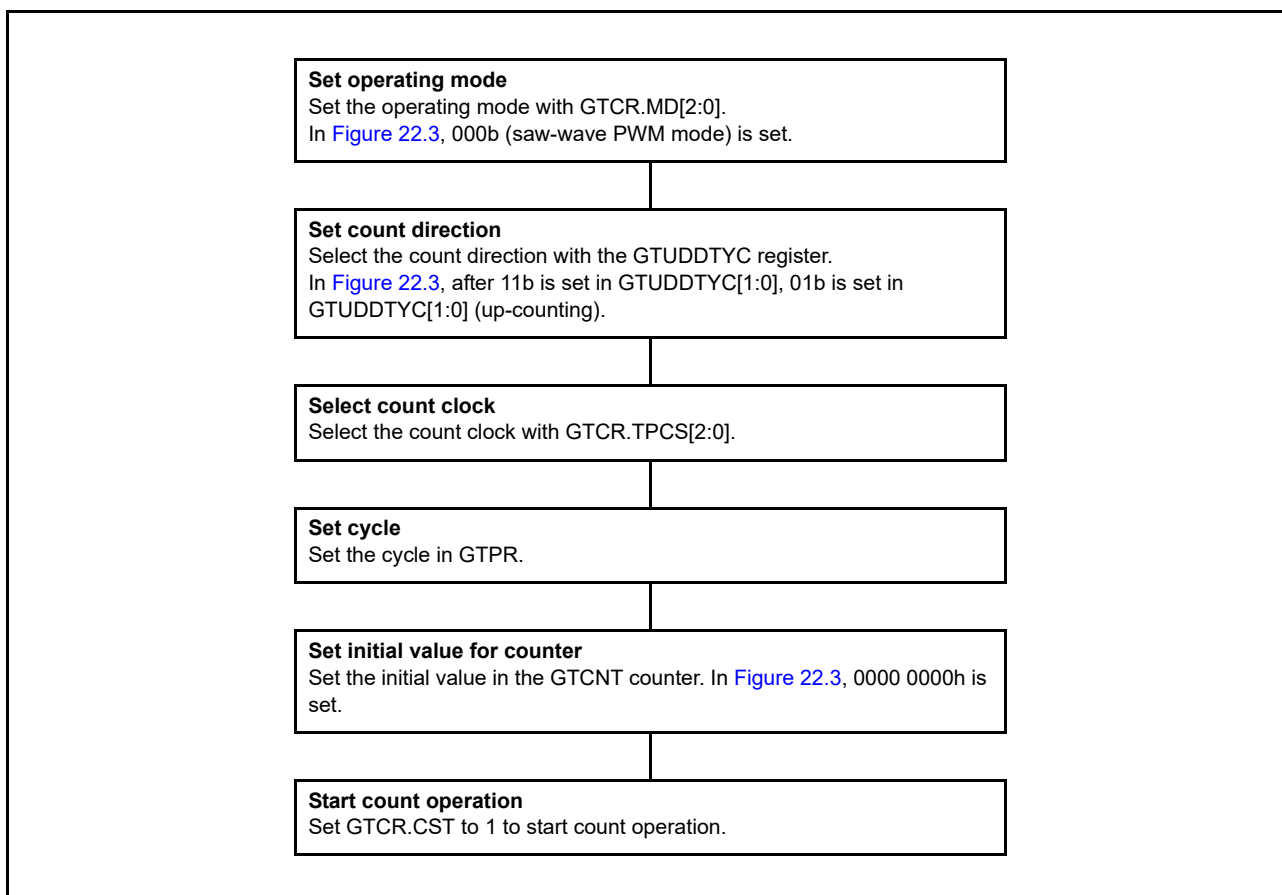 Set operating mode
Set the operating mode with GTCR.MD[2:0].
In Figure 22.3, 000b (saw-wave PWM mode) is set.
Set count direction
Select the count direction with the GTUDDTYC register.
In Figure 22.3, after 11b is set in GTUDDTYC[1:0], 01b is set in
GTUDDTYC[1:0] (up-counting).
Select count clock
Select the count clock with GTCR.TPCS[2:0].
Set cycle
Set the cycle in GTPR.
Set initial value for counter
Set the initial value in the GTCNT counter. In Figure 22.3, 0000 0000h is
set.
Start count operation
Set GTCR.CST to 1 to start count operation.